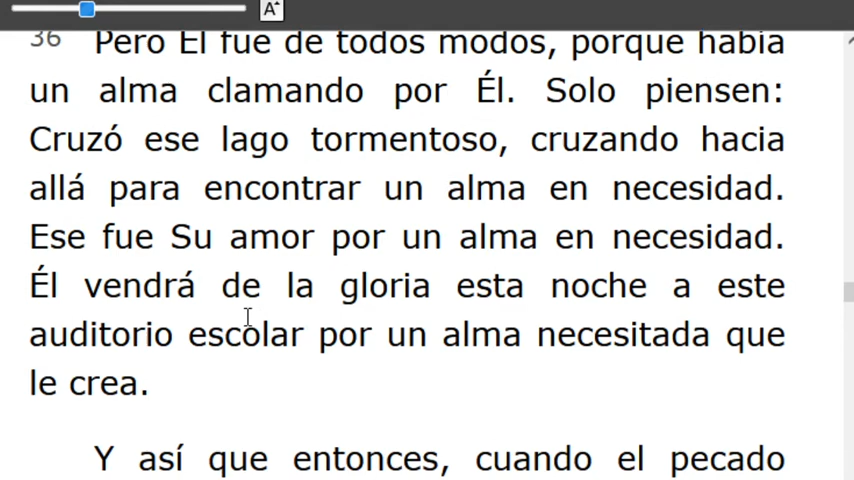 A
36 Pero Él fue de todos modos, porque había
un alma clamando por Él. Solo piensen:
Cruzó ese lago tormentoso, cruzando hacia
allá para encontrar un alma en necesidad.
Ese fue Su amor por un alma en necesidad.
Él vendrá de la gloria esta noche a este
auditorio escolar por un alma necesitada que
le crea.
Y así que entonces, cuando el pecado